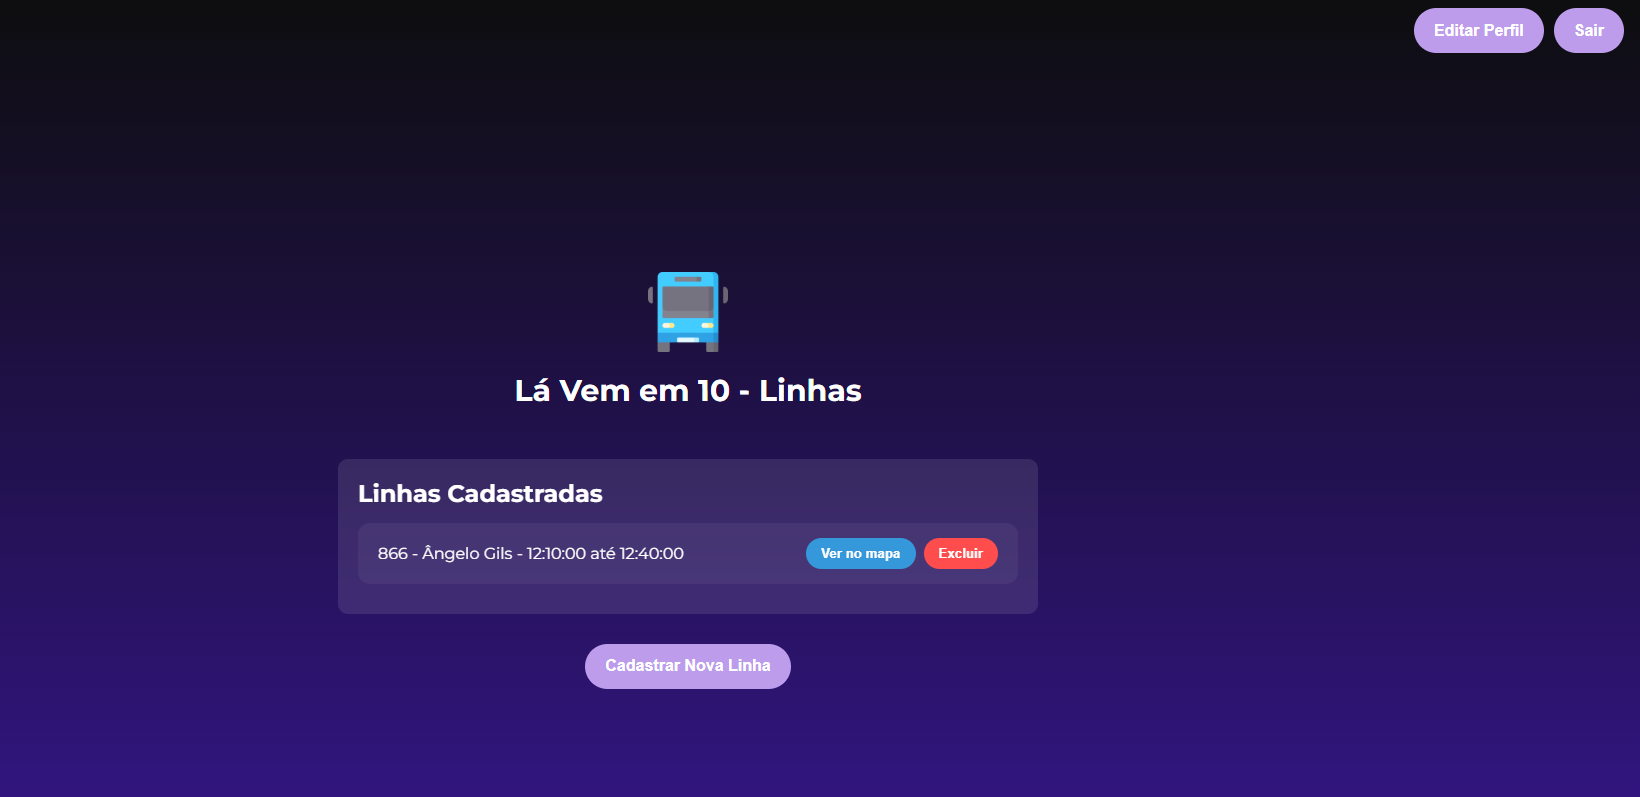 Editar Perfil
Sair
Lá Vem em 10 - Linhas
Linhas Cadastradas
866 - Ângelo Gils - 12:10:00 até 12:40:00
Ver no mapa
Excluir
Cadastrar Nova Linha